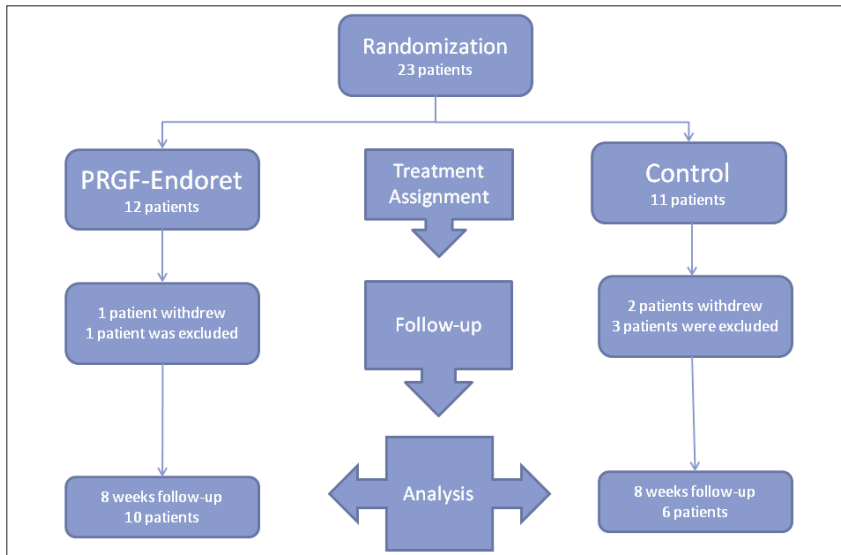 Randomization
23 patients
PRGF-Endoret
12 patients
Treatment
Assignment
Control
11 patients
1 patient withdrew
1 patient was excluded
Follow-up
2 patients withdrew
3 patients were excluded
8 weeks follow-up
10 patients
Analysis
8 weeks follow-up
6 patients